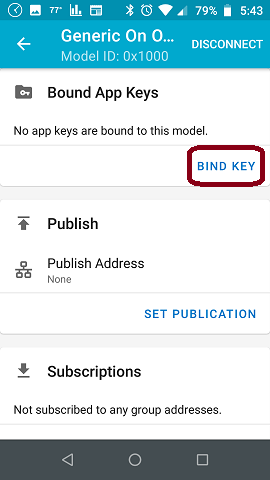 77° 79% 5:43
Generic On O...
Model ID: 0x1000
DISCONNECT
Bound App Keys
No app keys are bound to this model.
BIND KEY
Publish
Publish Address
None
SET PUBLICATION
Subscriptions
Not subscribed to any group addresses.